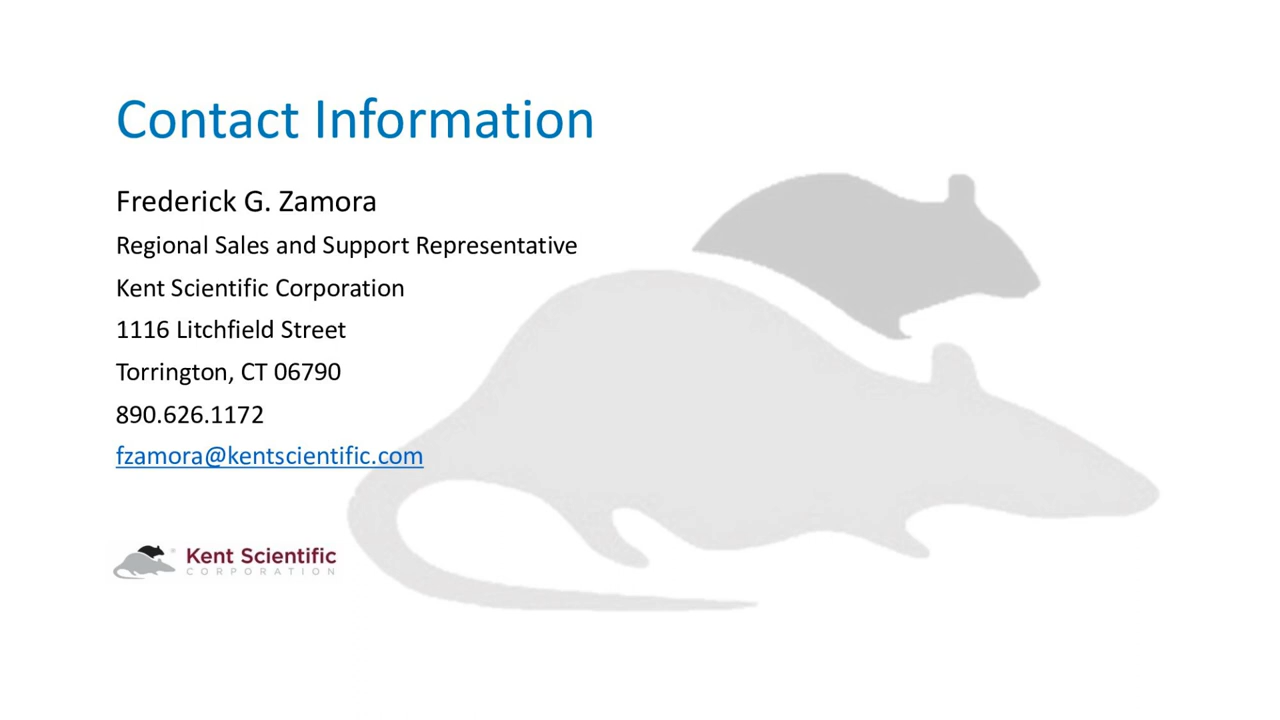 Contact Information
Frederick G. Zamora
Regional Sales and Support Representative
Kent Scientific Corporation
1116 Litchfield Street
Torrington, CT 06790
890.626.1172
fzamora@kentscientific.com
Kent Scientific
CORPORATION